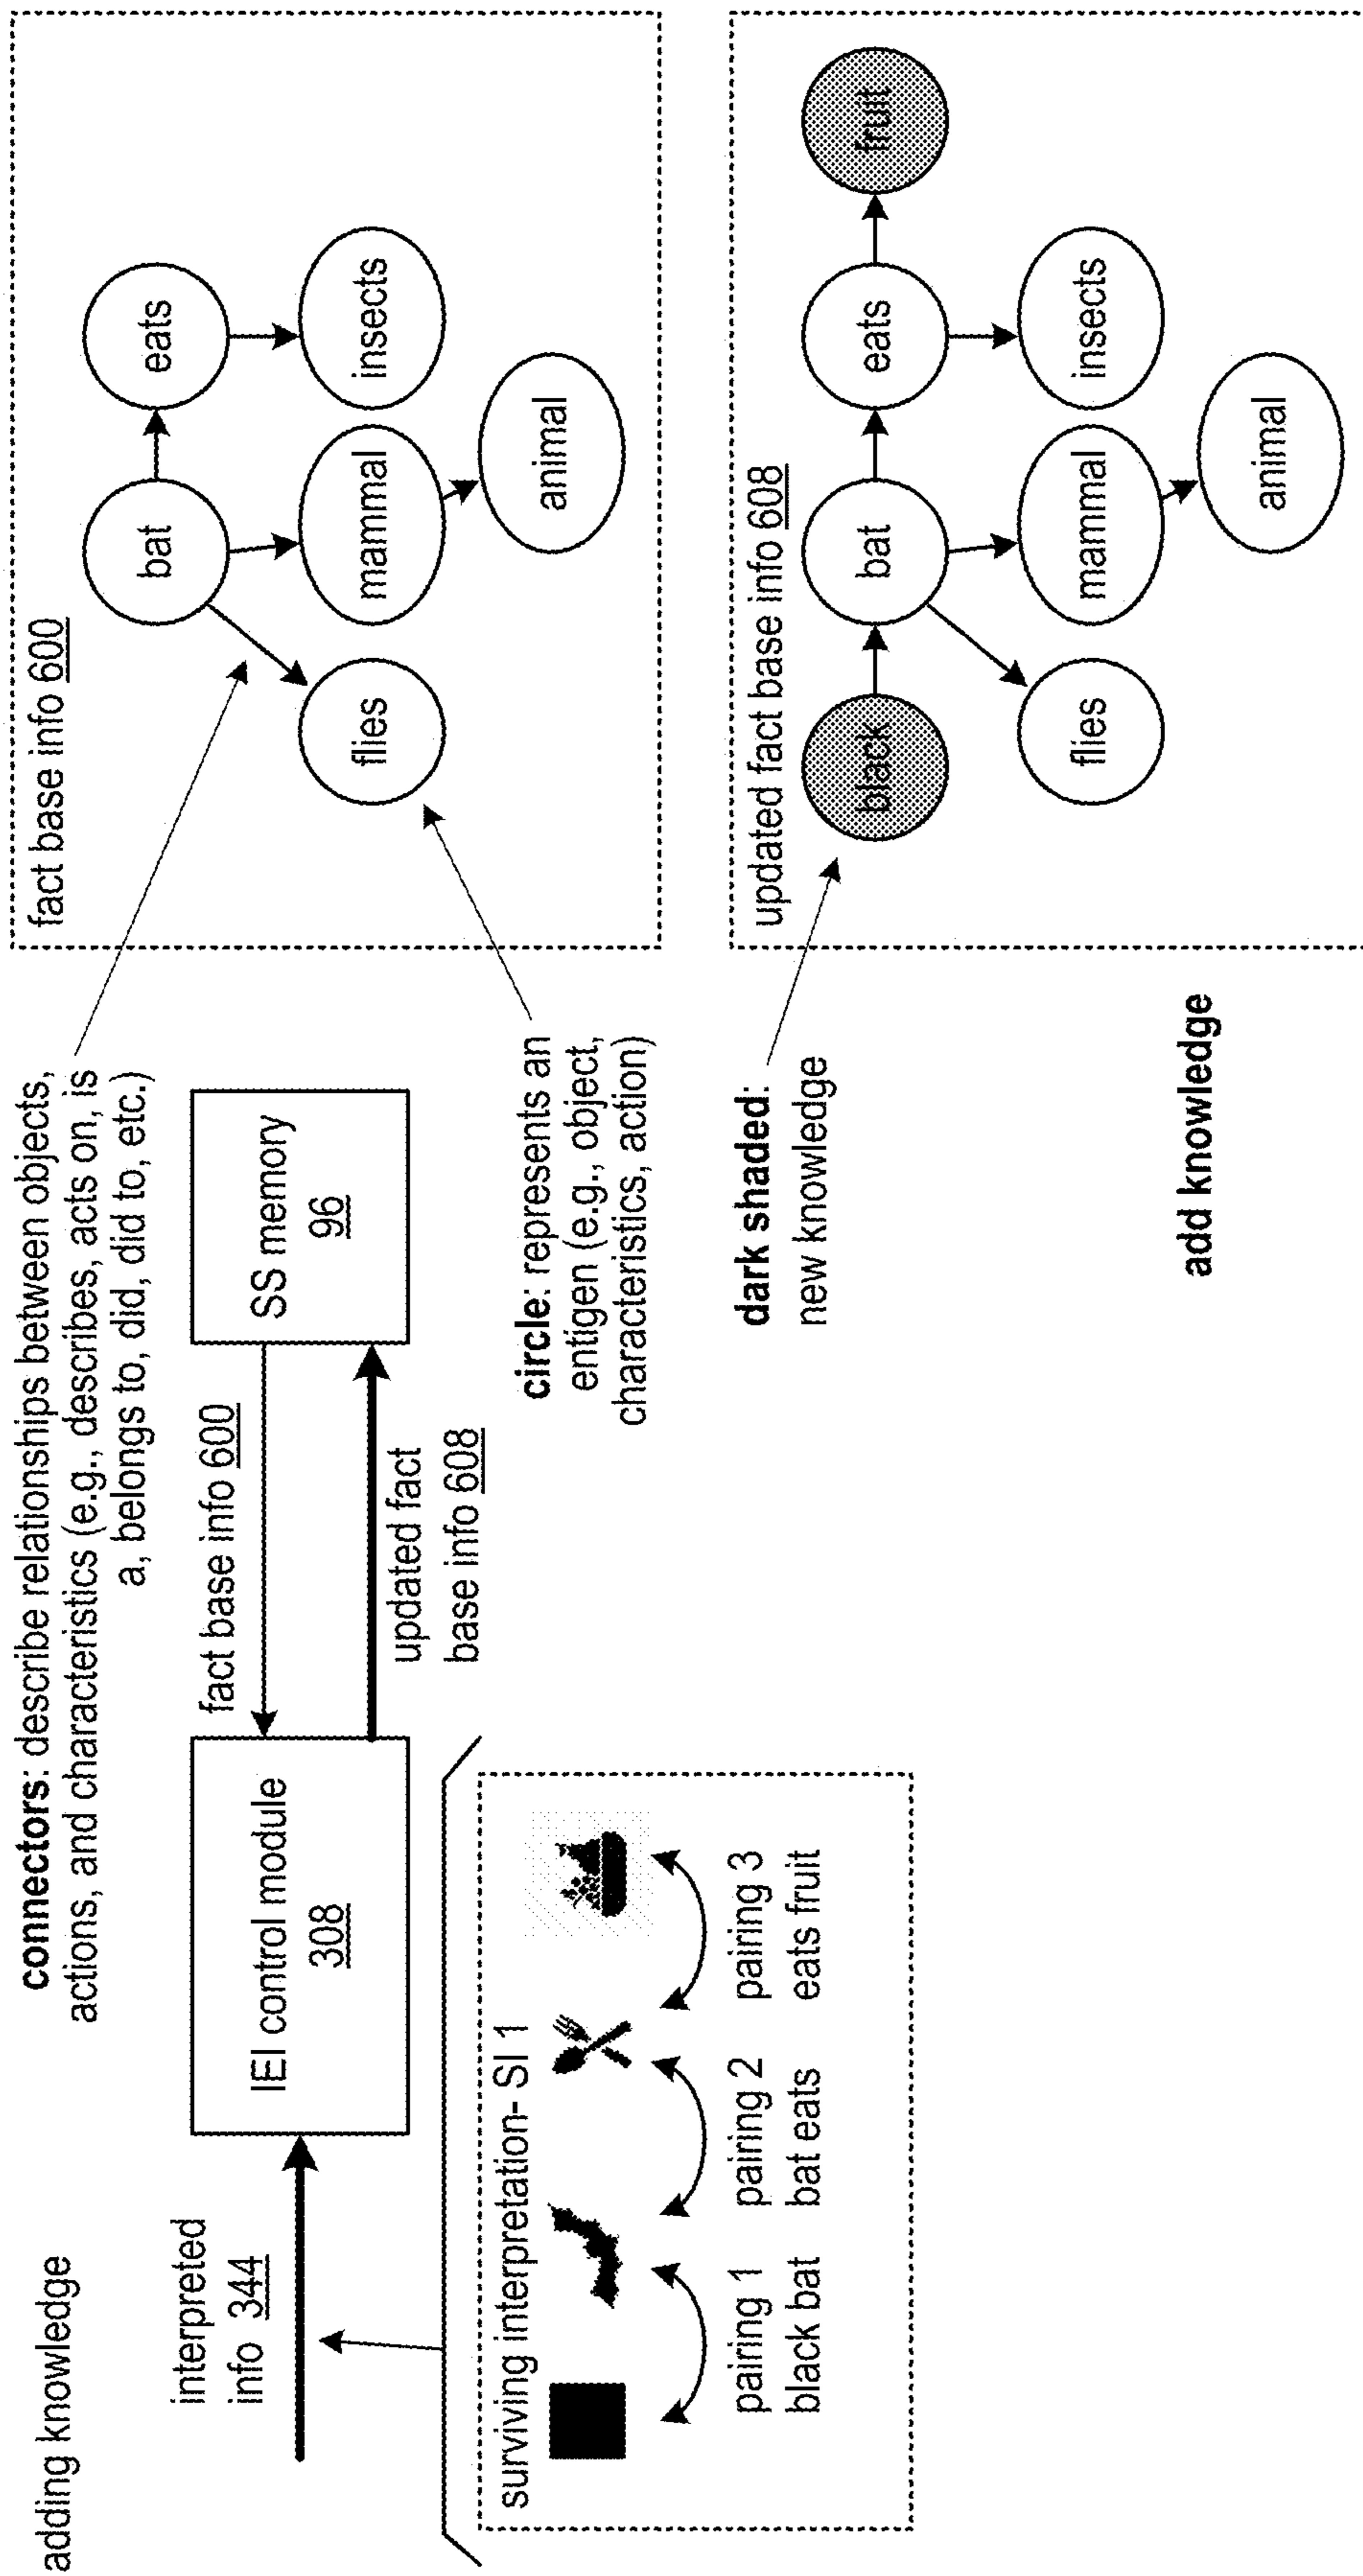 adding knowledge
connectors: describe relationships between objects,
actions, and characteristics (e.g., describes, acts on, is
a, belongs to, did, did to, etc.)
interpreted
info 344
IEI control module
308
fact base info 600
updated fact
base info 608
SS memory
96
surviving interpretation- SI 1
pairing 1
black bat
pairing 2
bat eats
pairing 3
eats fruit
circle: represents an
entigen (e.g., object,
characteristics, action)
fact base info 600
bat
eats
flies
mammal
insects
animal
dark shaded:
new knowledge
updated fact base info 608
black
bat
eats
fruit
flies
mammal
insects
animal
add knowledge